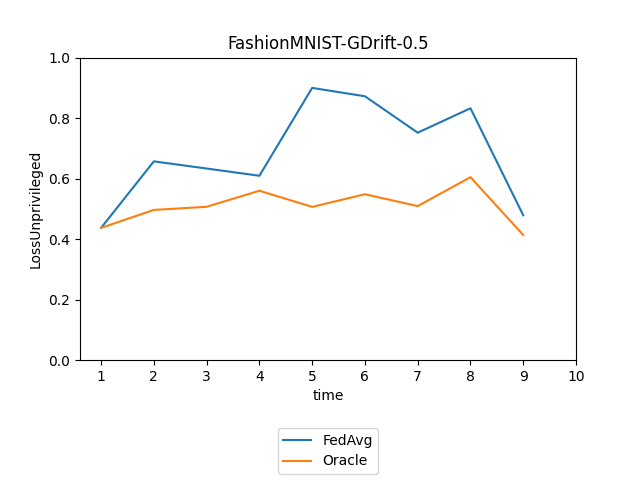 FashionMNIST-GDrift-0.5
LossUnprivileged
1.0
0.8
0.6
0.4
0.2
0.0
1 2 3 4 5 6 7 8 9 10
time
FedAvg
Oracle